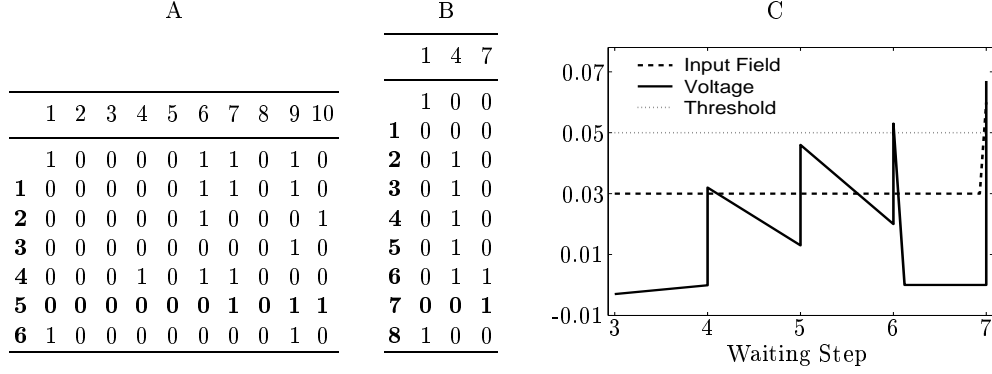 A
1 2 3 4 5 6 7 8 9 10
1 0 0 0 0 1 1 0 1 0
1 0 0 0 0 0 1 1 0 1 0
2 0 0 0 0 0 1 0 0 0 1
3 0 0 0 0 0 0 0 0 1 0
4 0 0 0 1 0 1 1 0 0 0
5 0 0 0 0 0 0 1 0 1 1
6 1 0 0 0 0 0 0 0 1 0
B
1 4 7
1 0 0
1 0 0 0
2 0 1 0
3 0 1 0
4 0 1 0
5 0 1 0
6 0 1 1
7 0 0 1
8 1 0 0
C
Input Field
Voltage
Threshold
0.07
0.05
0.03
0.01
-0.01
3 4 5 6 7
Waiting Step